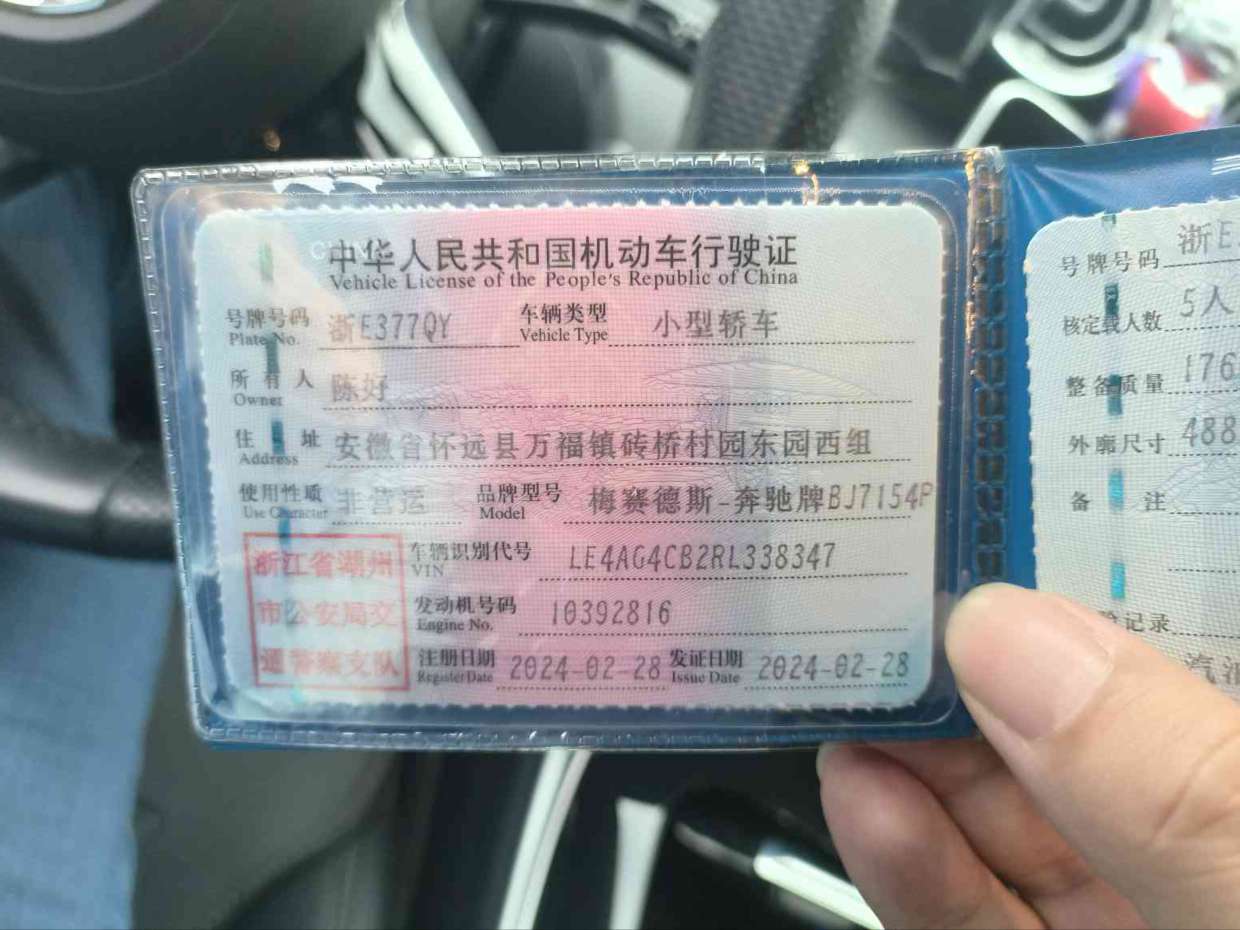 中华人民共和国机动车行驶证
Vehicle License of the People's Republic of China
号牌号码 浙E377QY 车辆类型 小型轿车
Plate No. Vehicle Type
所有人 陈好
Owner
住址 安徽省怀远县万福镇砖桥村园东园西组
Address
使用性质 非营运 品牌型号 梅赛德斯-奔驰牌BJ7154P
Use Character Model
浙江省湖州
市公安局交
通警察支队
车辆识别代号 LE4AG4CB2RL338347
VIN
发动机号码 10392816
Engine No.
注册日期 2024-02-28 发证日期 2024-02-28
Register Date Issue Date
号牌号码 浙E
核定载人数 5人
整备质量 176
外廓尺寸 488
备注
记录
汽油